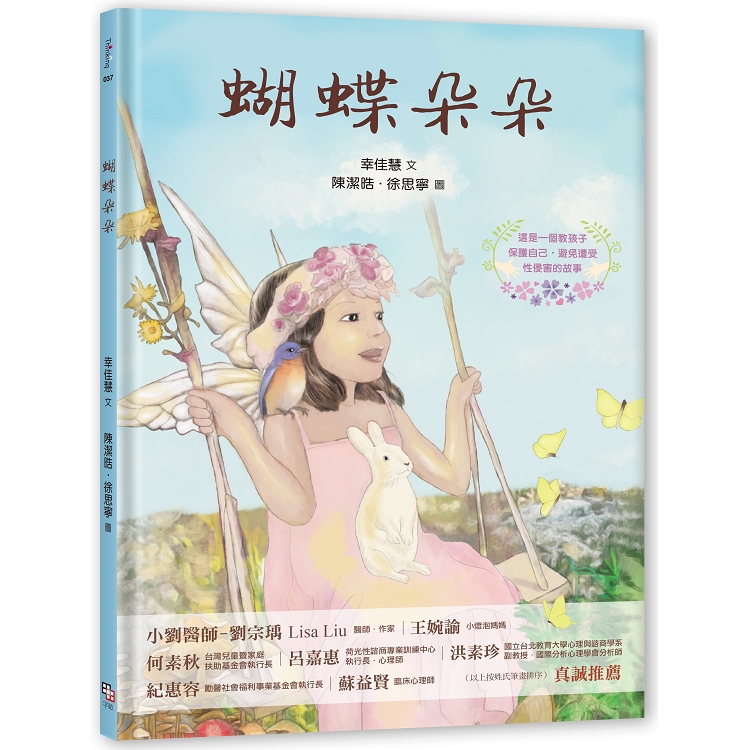 蝴蝶朵朵
幸佳慧 文
陳潔晧・徐思寧 圖
這是一個教孩子
保護自己，避免遭受
性侵害的故事
小劉醫師-劉宗瑀 Lisa Liu 醫師・作家｜王婉諭 小燈泡媽媽
何素秋 台灣兒童暨家庭扶助基金會執行長｜呂嘉惠 荷光性諮商專業訓練中心執行長・心理師｜洪素珍 國立台北教育大學心理與諮商學系副教授・國際分析心理學會分析師
紀惠容 勵馨社會福利事業基金會執行長｜蘇益賢 臨床心理師 （以上按姓氏筆畫排序）真誠推薦
Thinking
037
蝴蝶朵朵
幸佳慧 文
陳潔晧・徐思寧 圖
字畝